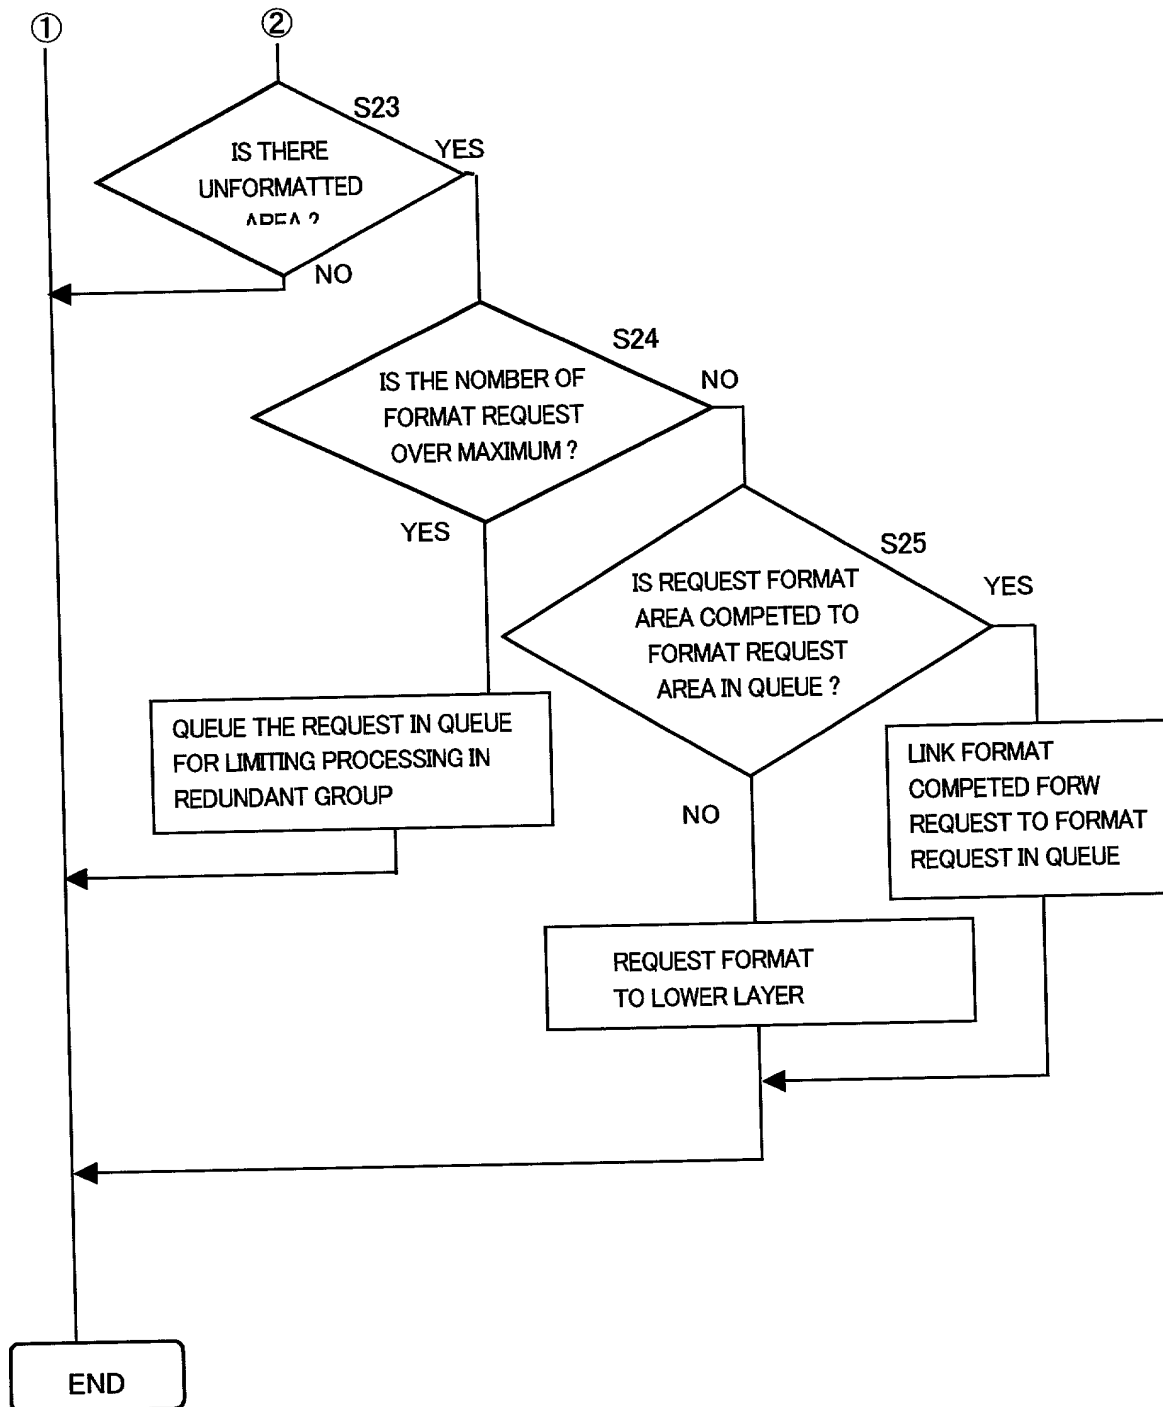 ① ②
S23
IS THERE
UNFORMATTED
AREA ?
YES
NO
S24
IS THE NOMBER OF
FORMAT REQUEST
OVER MAXIMUM ?
NO
YES
S25
IS REQUEST FORMAT
AREA COMPETED TO
FORMAT REQUEST
AREA IN QUEUE ?
YES
NO
QUEUE THE REQUEST IN QUEUE
FOR LIMITING PROCESSING IN
REDUNDANT GROUP
LINK FORMAT
COMPETED FORW
REQUEST TO FORMAT
REQUEST IN QUEUE
REQUEST FORMAT
TO LOWER LAYER
END